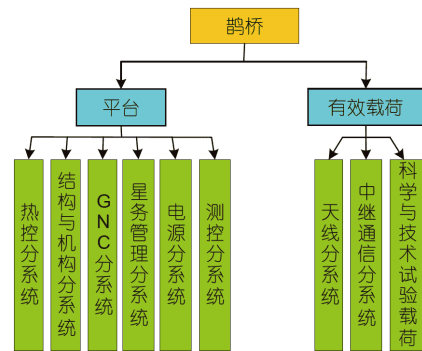 鹊桥
平台
有效载荷
热控分系统
结构与机构分系统
GNC分系统
星务管理分系统
电源分系统
测控分系统
天线分系统
中继通信分系统
科学与技术试验载荷